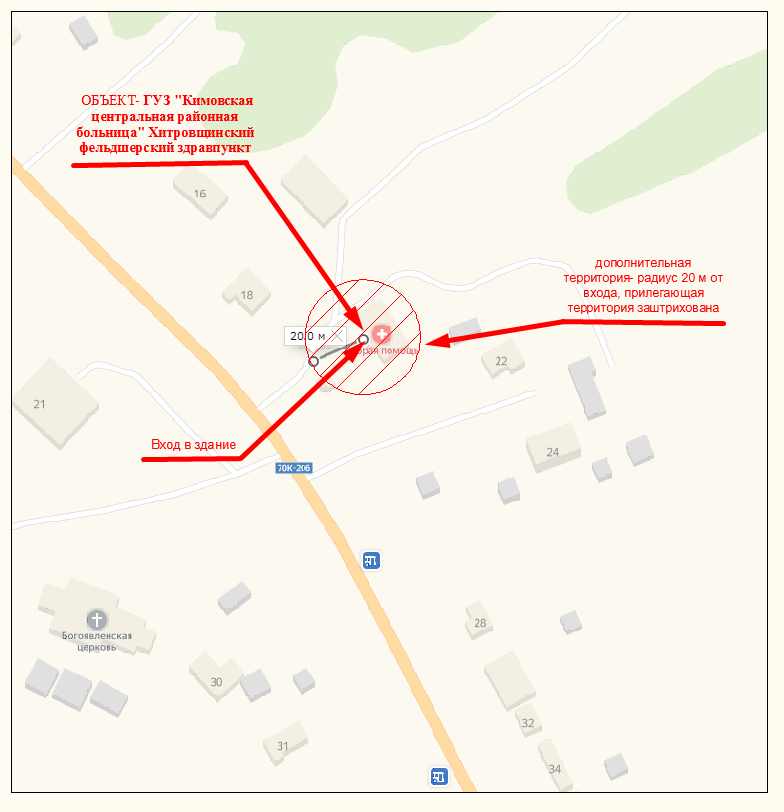 ОБЪЕКТ- ГУЗ "Кимовская
центральная районная
больница" Хитровщинский
фельдшерский здравпункт
16
дополнительная
территория- радиус 20 м от
входа, прилегающая
территория заштрихована
18
20.0 м
помощь
22
21
Вход в здание
24
70К-206
Богоявленская
церковь
28
30
32
31
34